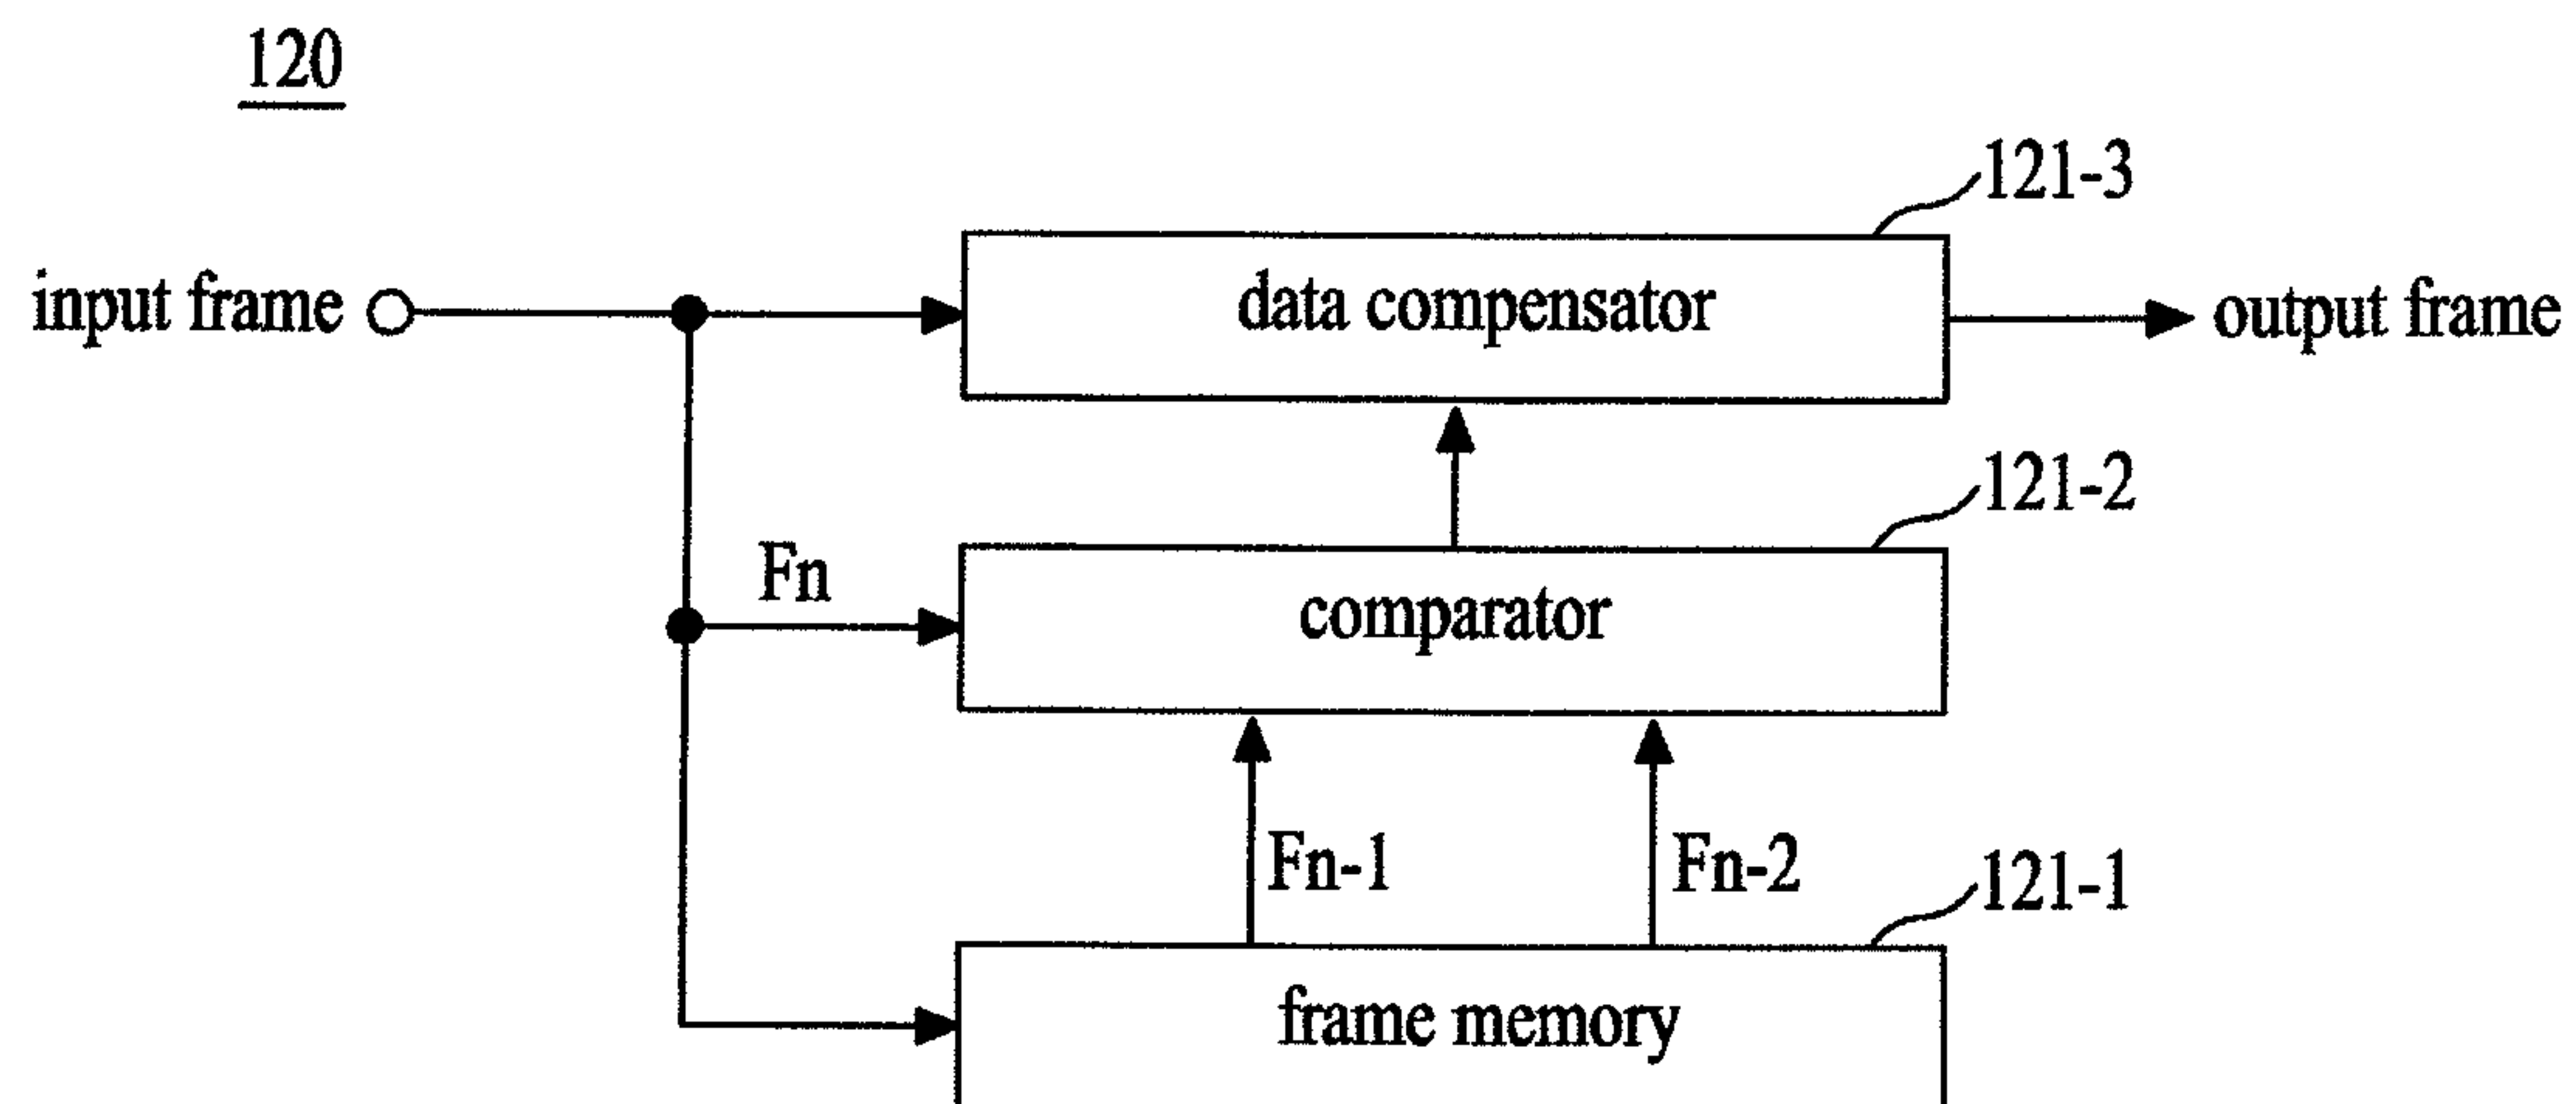 120
121-3
input frame
data compensator
output frame
121-2
Fn
comparator
Fn-1
Fn-2
121-1
frame memory